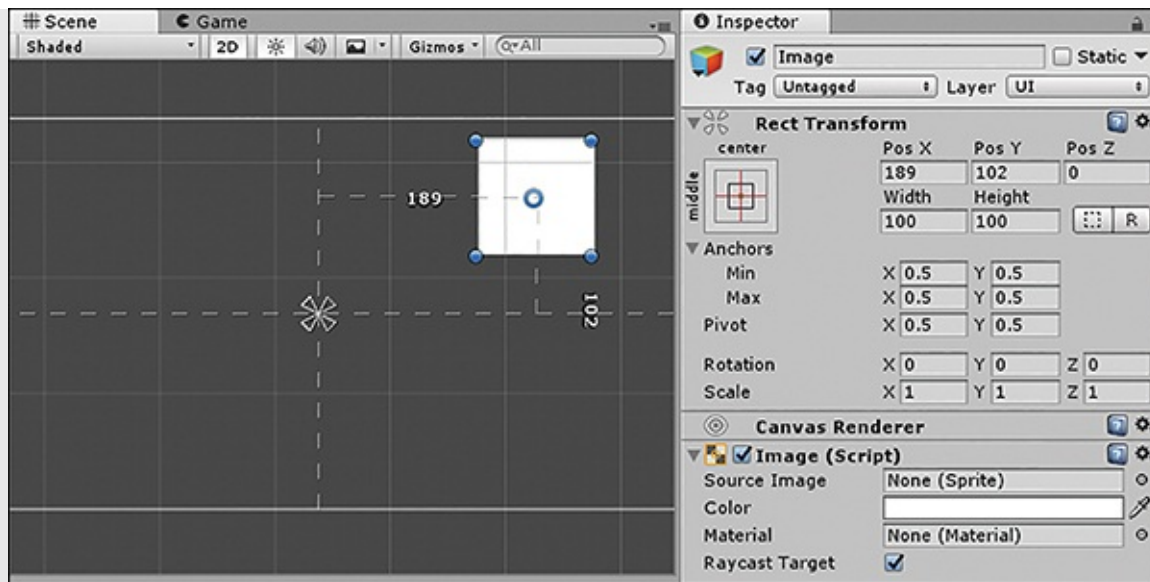 Scene Game
Shaded 2D Gizmos All
189
102
Inspector
Image Static
Tag Untagged Layer UI
Rect Transform
center Pos X Pos Y Pos Z
middle 189 102 0
Width Height
100 100 R
Anchors
Min X 0.5 Y 0.5
Max X 0.5 Y 0.5
Pivot X 0.5 Y 0.5
Rotation X 0 Y 0 Z 0
Scale X 1 Y 1 Z 1
Canvas Renderer
Image (Script)
Source Image None (Sprite)
Color
Material None (Material)
Raycast Target